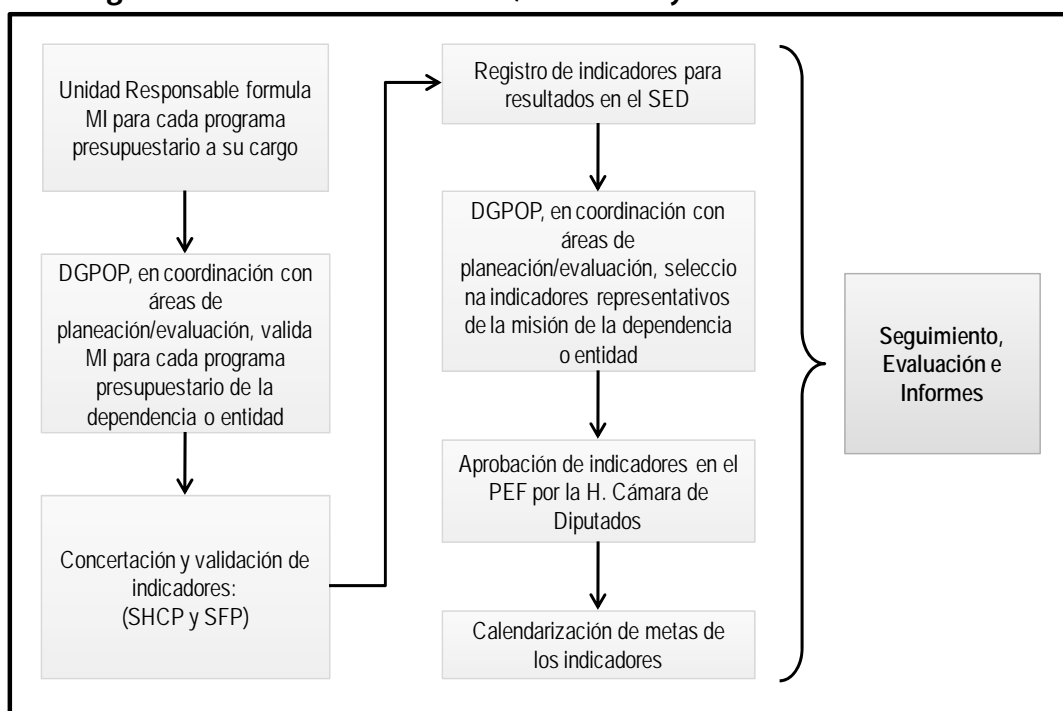 Unidad Responsable formula
MI para cada programa
presupuestario a su cargo
DGPOP, en coordinación con
áreas de
planeación/evaluación, valida
MI para cada programa
presupuestario de la
dependencia o entidad
Concertación y validación de
indicadores:
(SHCP y SFP)
Registro de indicadores para
resultados en el SED
DGPOP, en coordinación con
áreas de
planeación/evaluación, seleccio
na indicadores representativos
de la misión de la dependencia
o entidad
Aprobación de indicadores en el
PEF por la H. Cámara de
Diputados
Calendarización de metas de
los indicadores
Seguimiento,
Evaluación e
Informes